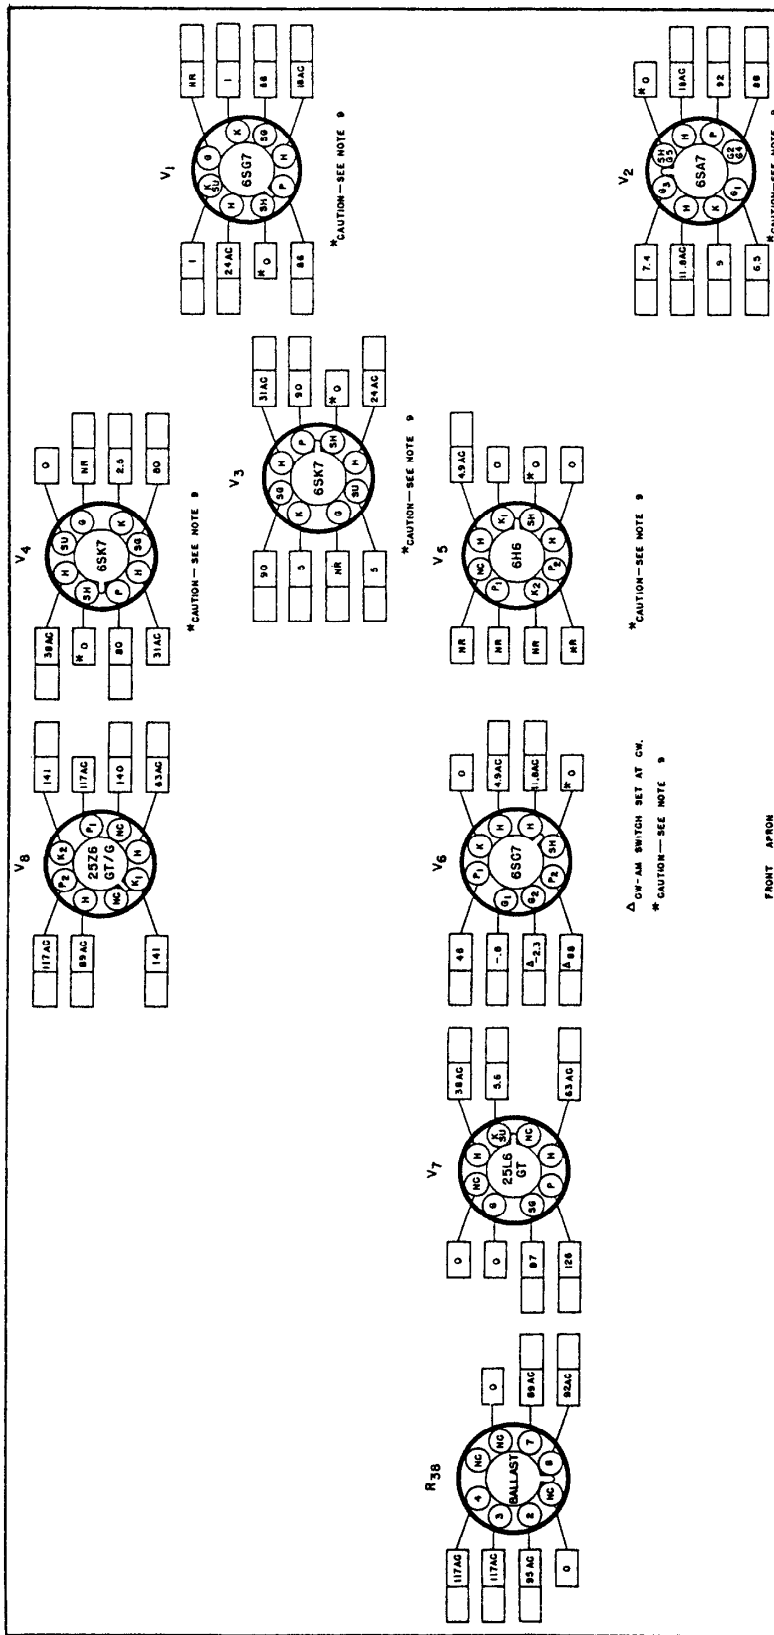 V8
117AC
89AC
141
141
117AC
140
63AC
P2
K2
H
P1
25Z6
GT/G
NC
NC
K1
H
V4
38AC
* 0
80
31AC
0
NR
2.5
80
H
SU
SH
G
6SK7
P
K
H
SG
*CAUTION—SEE NOTE 9
V1
1
24AC
* 0
86
NR
1
68
18AC
K
SU
G
H
K
6SG7
SH
SG
P
H
*CAUTION—SEE NOTE 9
V3
90
5
NR
5
31AC
90
* 0
24AC
SG
H
K
P
6SK7
G
SH
SU
H
*CAUTION—SEE NOTE 9
R38
117AC
117AC
95AC
0
0
89AC
92AC
4
NC
3
NC
BALLAST
2
7
NC
8
V7
0
0
87
126
38AC
5.6
63AC
NC
H
G
K
SU
25L6
GT
SG
NC
P
H
V6
46
-.8
Δ -2.3
Δ 88
0
4.9AC
11.8AC
* 0
P1
K
G1
H
6SC7
G2
H
P2
SH
Δ CW-AM SWITCH SET AT CW.
*CAUTION—SEE NOTE 9
V5
NR
NR
NR
NR
4.9AC
0
* 0
0
NC
H
P1
K1
6H6
K2
SH
P2
H
*CAUTION—SEE NOTE 9
V2
7.4
11.8AC
9
6.5
* 0
18AC
92
88
G3
SH
G5
H
H
6SA7
K
P
G1
G2
G4
*CAUTION—SEE NOTE 9
FRONT APRON